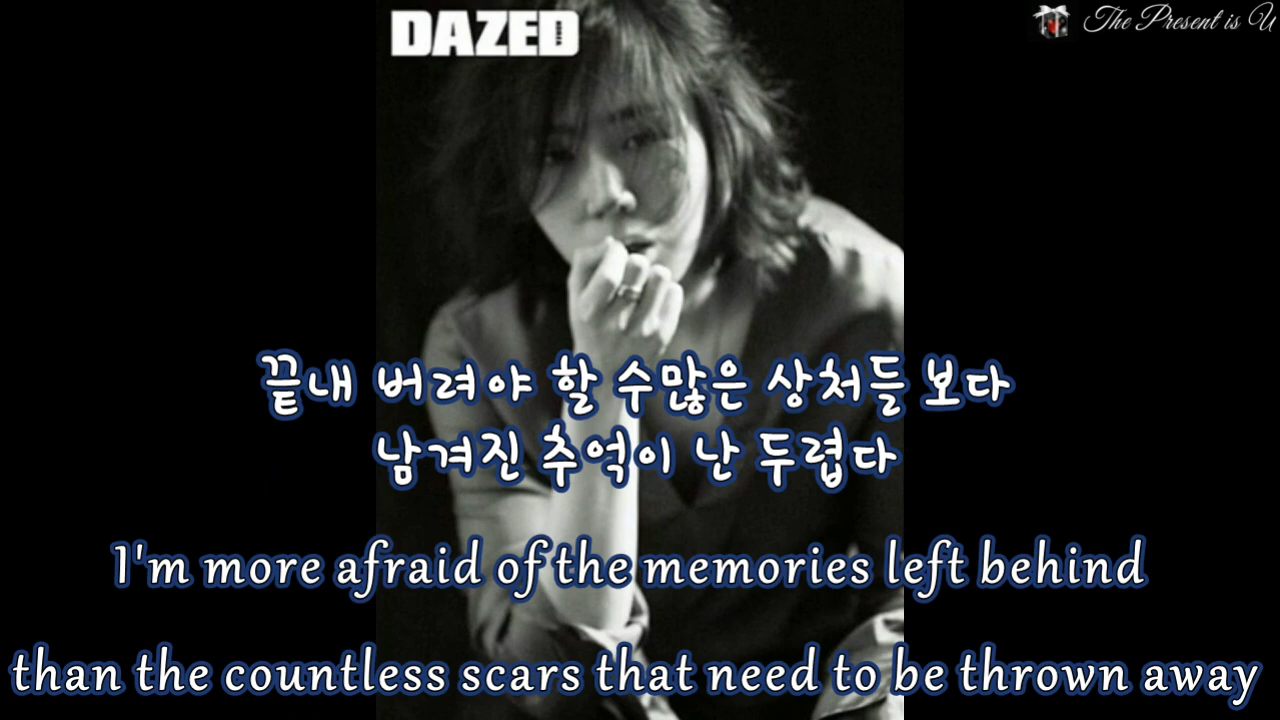 DAZED
KOREA
The Present is U
끝내 버려야 할 수많은 상처들 보다
남겨진 추억이 난 두렵다
I'm more afraid of the memories left behind
than the countless scars that need to be thrown away